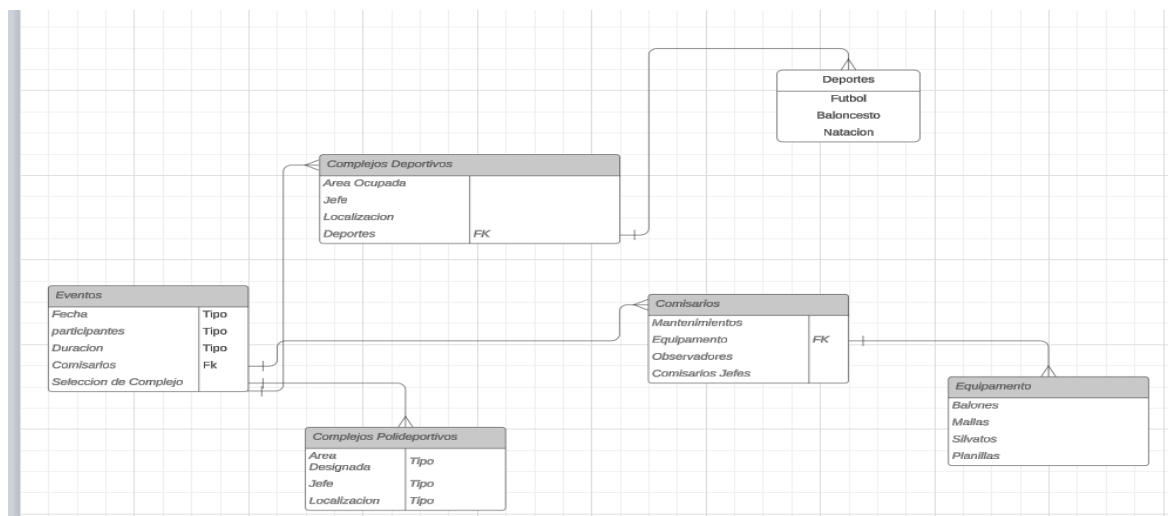 Deportes
Futbol
Baloncesto
Natacion
Complejos Deportivos
Area Ocupada
Jefe
Localizacion
Deportes FK
Eventos
Fecha Tipo
participantes Tipo
Duracion Tipo
Comisarios Fk
Seleccion de Complejo
Comisarios
Mantenimientos
Equipamento FK
Observadores
Comisarios Jefes
Equipamento
Balones
Mallas
Silvatos
Planillas
Complejos Polideportivos
Area
Designada Tipo
Jefe Tipo
Localizacion Tipo